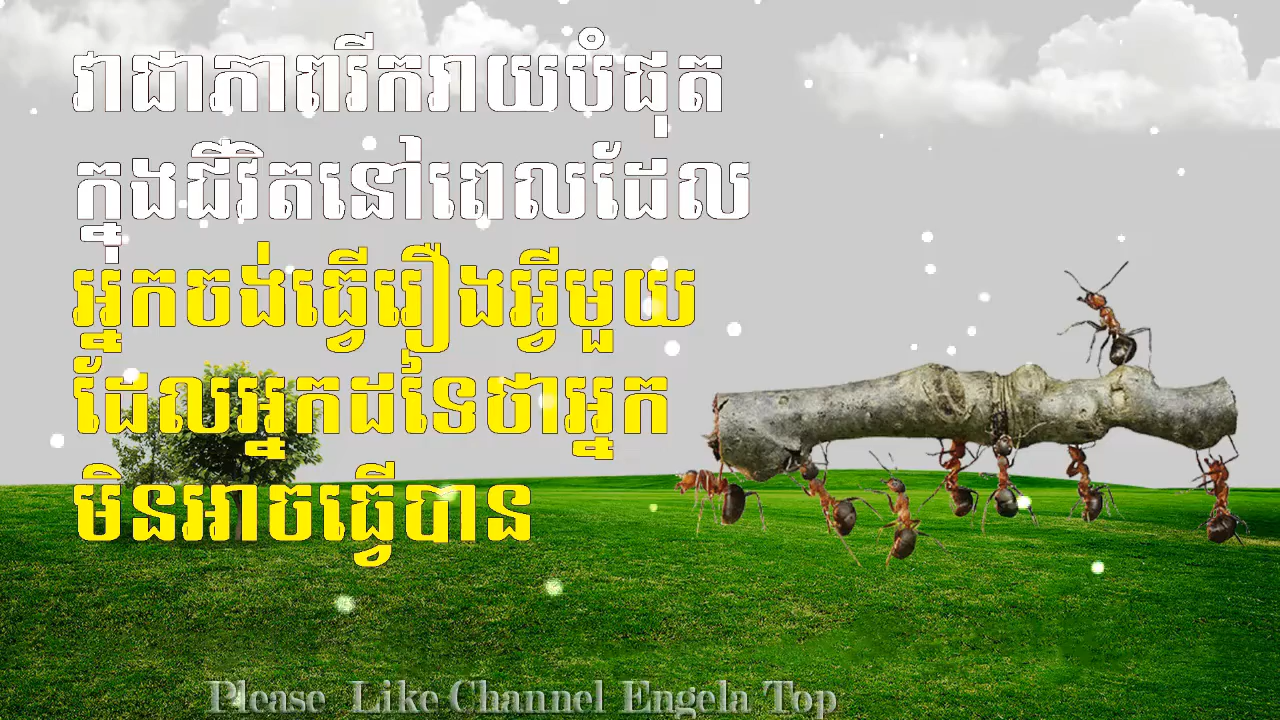 វាជាភាពរីករាយបំផុត
ក្នុងជីវិតនៅពេលដែល
អ្នកចង់ធ្វើរឿងអ្វីមួយ
ដែលអ្នកដទៃថាអ្នក
មិនអាចធ្វើបាន
Please Like Channel Engela Top